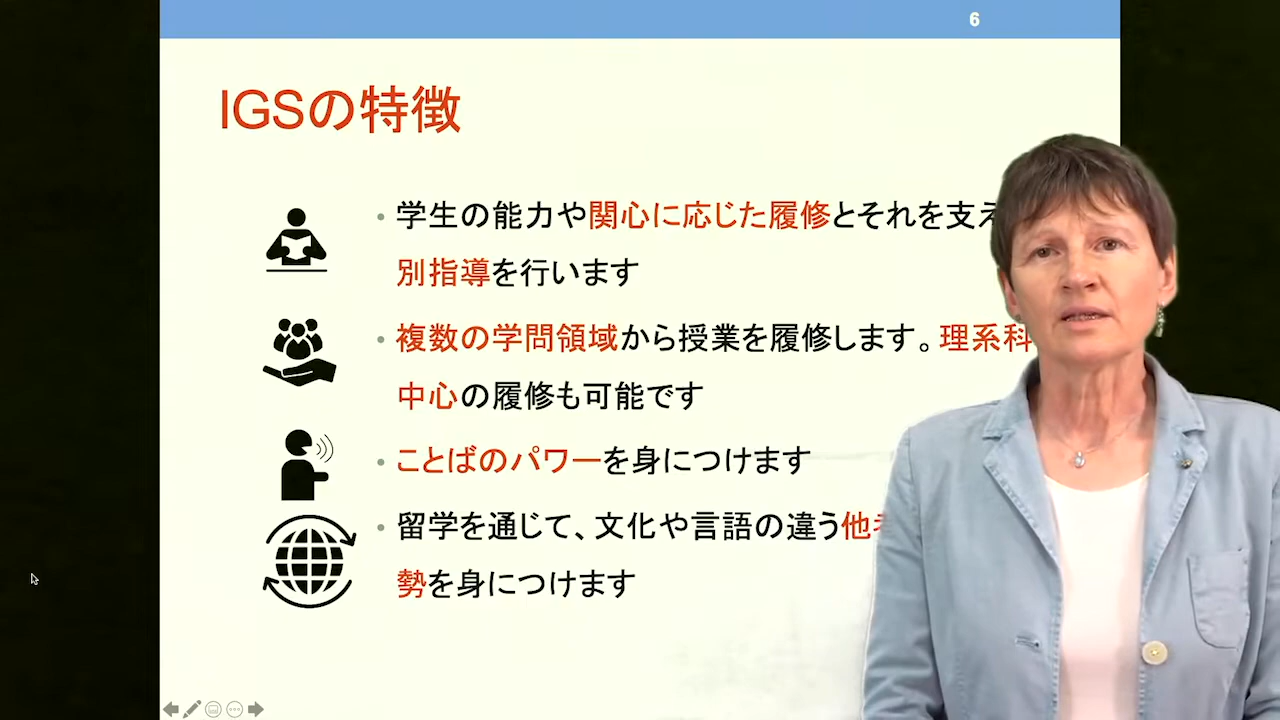 6
IGSの特徴
学生の能力や関心に応じた履修とそれを支え
別指導を行います
複数の学問領域から授業を履修します。理系科
中心の履修も可能です
ことばのパワーを身につけます
留学を通じて、文化や言語の違う他
勢を身につけます